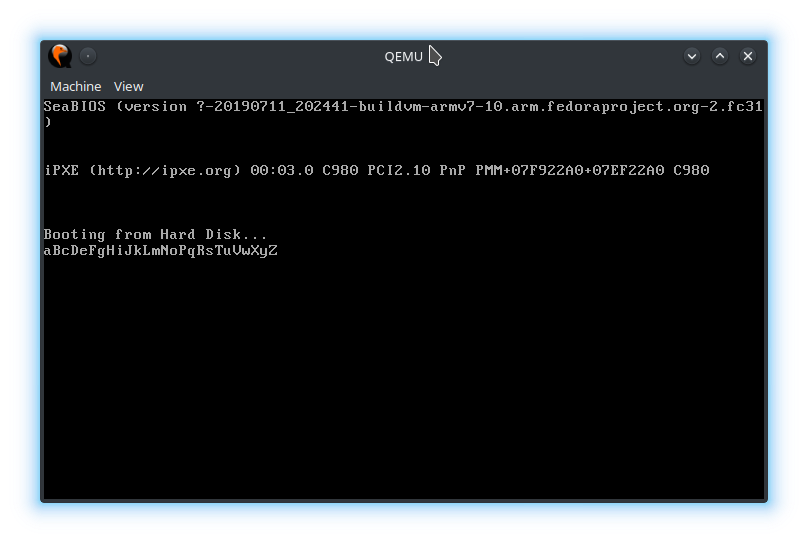 QEMU
Machine View
SeaBIOS (version ?-20190711_202441-buildvm-armv7-10.arm.fedoraproject.org-2.fc31
)
iPXE (http://ipxe.org) 00:03.0 C980 PCI2.10 PnP PMM+07F922A0+07EF22A0 C980
Booting from Hard Disk...
aBcDeFgHiJkLmNoPqRsTuVwXyZ